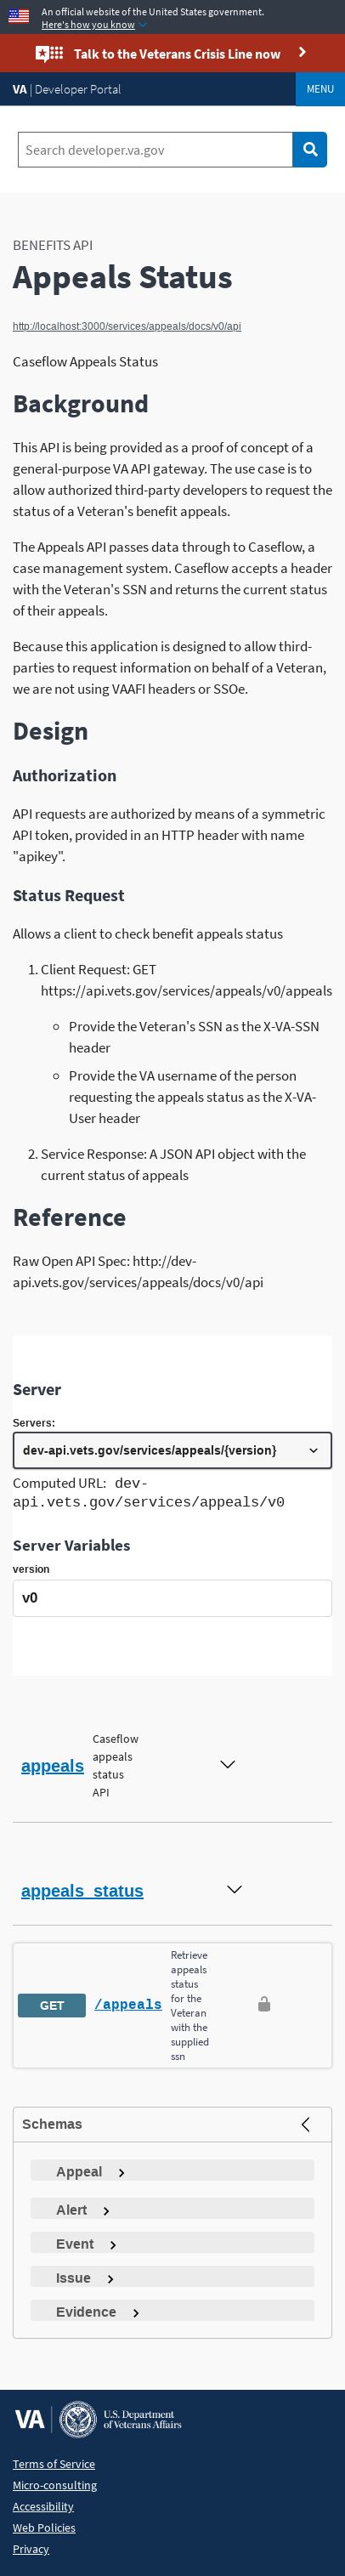 An official website of the United States government.
Here's how you know
Talk to the Veterans Crisis Line now
VA | Developer Portal
MENU
Search developer.va.gov
BENEFITS API
Appeals Status
http://localhost:3000/services/appeals/docs/v0/api
Caseflow Appeals Status
Background
This API is being provided as a proof of concept of a
general-purpose VA API gateway. The use case is to
allow authorized third-party developers to request the
status of a Veteran's benefit appeals.
The Appeals API passes data through to Caseflow, a
case management system. Caseflow accepts a header
with the Veteran's SSN and returns the current status
of their appeals.
Because this application is designed to allow third-
parties to request information on behalf of a Veteran,
we are not using VAAFI headers or SSOe.
Design
Authorization
API requests are authorized by means of a symmetric
API token, provided in an HTTP header with name
"apikey".
Status Request
Allows a client to check benefit appeals status
1. Client Request: GET
https://api.vets.gov/services/appeals/v0/appeals
Provide the Veteran's SSN as the X-VA-SSN
header
Provide the VA username of the person
requesting the appeals status as the X-VA-
User header
2. Service Response: A JSON API object with the
current status of appeals
Reference
Raw Open API Spec: http://dev-
api.vets.gov/services/appeals/docs/v0/api
Server
Servers:
dev-api.vets.gov/services/appeals/{version}
Computed URL: dev-
api.vets.gov/services/appeals/v0
Server Variables
version
v0
appeals
Caseflow
appeals
status
API
appeals_status
GET
/appeals
Retrieve
appeals
status
for the
Veteran
with the
supplied
ssn
Schemas
Appeal
Alert
Event
Issue
Evidence
VA
U.S. Department
of Veterans Affairs
Terms of Service
Micro-consulting
Accessibility
Web Policies
Privacy